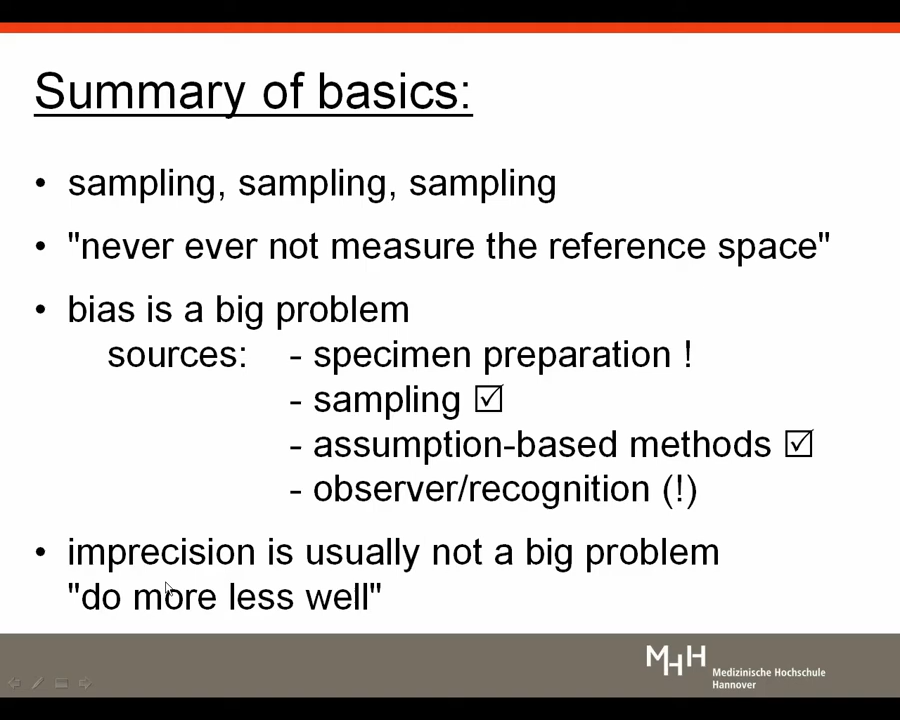 Summary of basics:
• sampling, sampling, sampling
• "never ever not measure the reference space"
• bias is a big problem
sources: - specimen preparation !
- sampling ☑
- assumption-based methods ☑
- observer/recognition (!)
• imprecision is usually not a big problem
"do more less well"
MHH
Medizinische Hochschule
Hannover